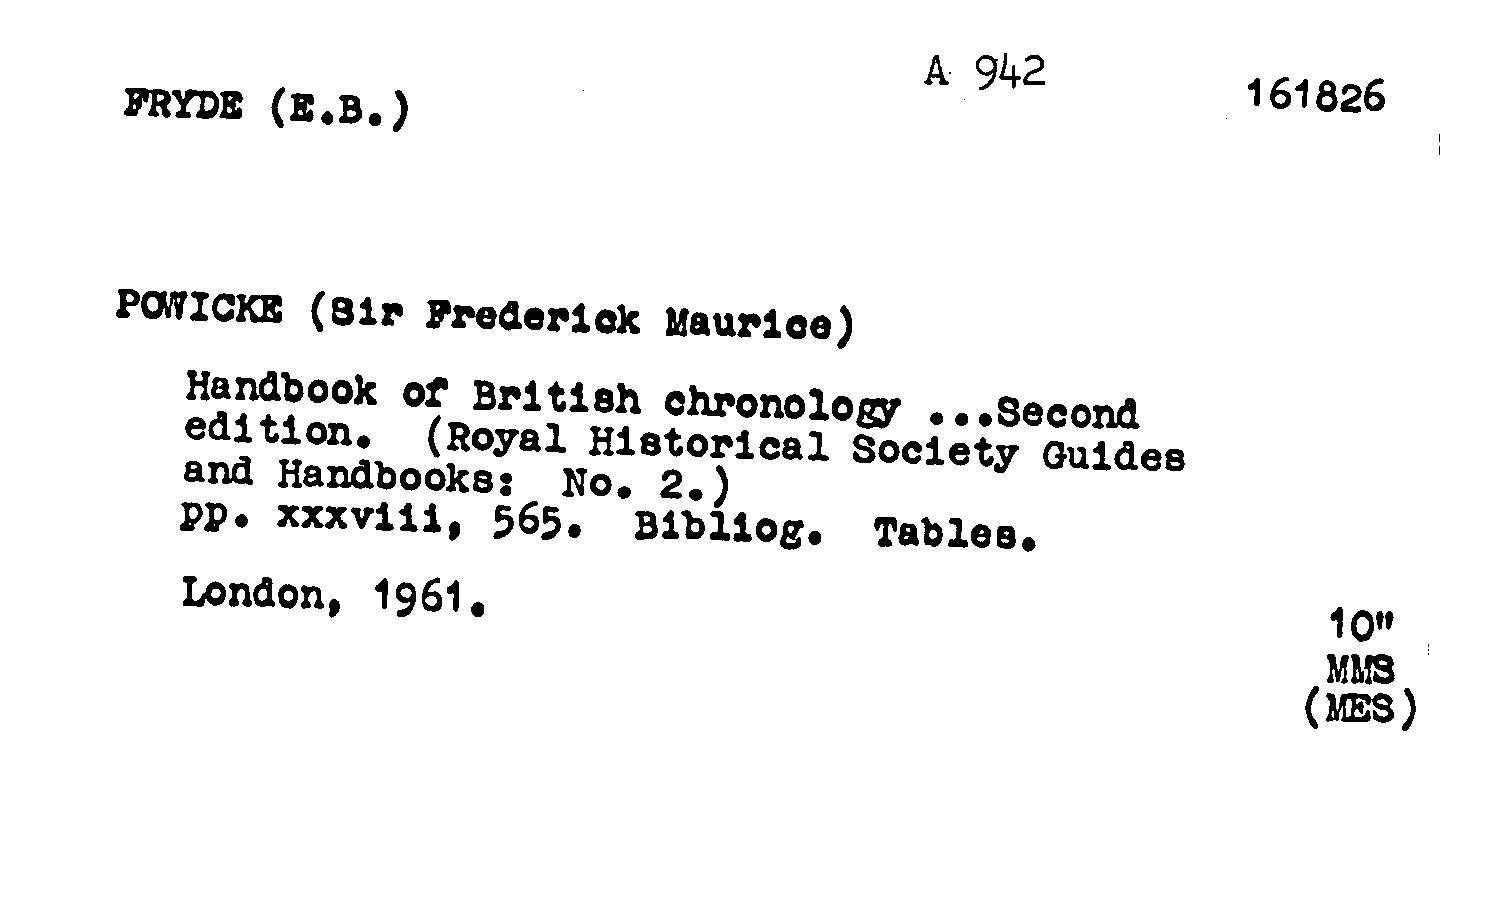 A 942
161826
FRYDE (E.B.)
POWICKE (Sir Frederick Maurice)
Handbook of British chronology ...Second
edition. (Royal Historical Society Guides
and Handbooks: No. 2.)
pp. xxxviii, 565. Bibliog. Tables.
London, 1961.
10"
MMS
(MES)